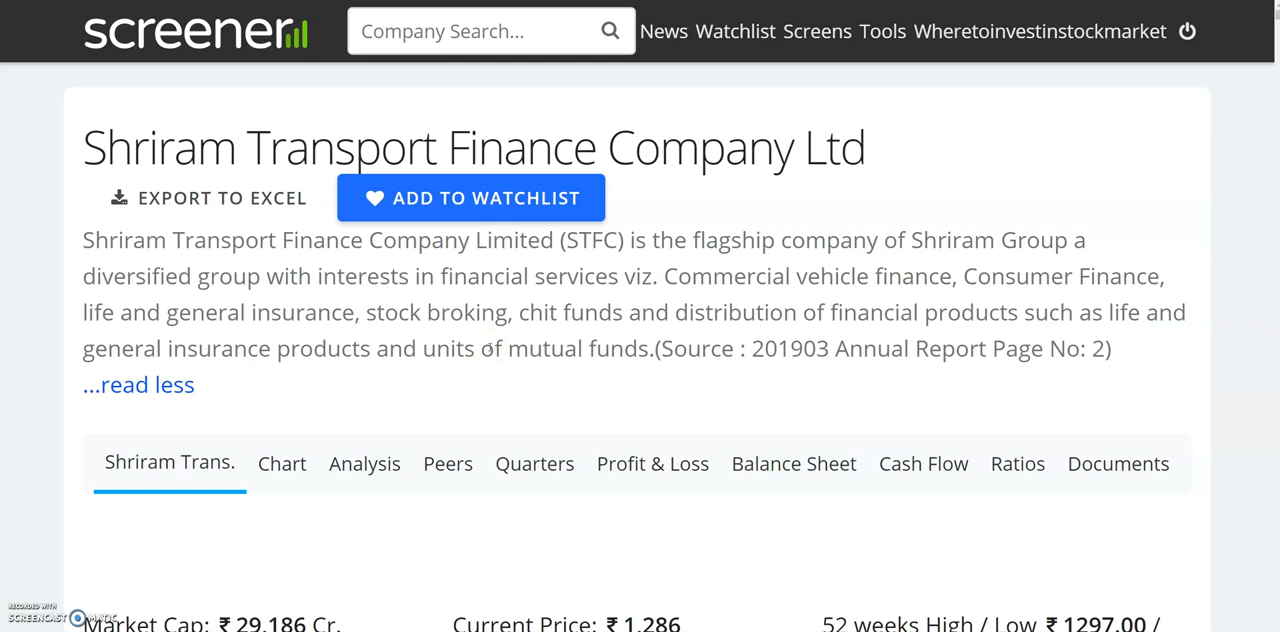 screener
Company Search...
News Watchlist Screens Tools Wheretoinvestinstockmarket
Shriram Transport Finance Company Ltd
EXPORT TO EXCEL
ADD TO WATCHLIST
Shriram Transport Finance Company Limited (STFC) is the flagship company of Shriram Group a
diversified group with interests in financial services viz. Commercial vehicle finance, Consumer Finance,
life and general insurance, stock broking, chit funds and distribution of financial products such as life and
general insurance products and units of mutual funds.(Source : 201903 Annual Report Page No: 2)
...read less
Shriram Trans. Chart Analysis Peers Quarters Profit & Loss Balance Sheet Cash Flow Ratios Documents
Market Cap: ₹ 29,186 Cr.
Current Price: ₹ 1,286
52 weeks High / Low ₹ 1297.00 /
RECORDED WITH
SCREENCAST MATIC